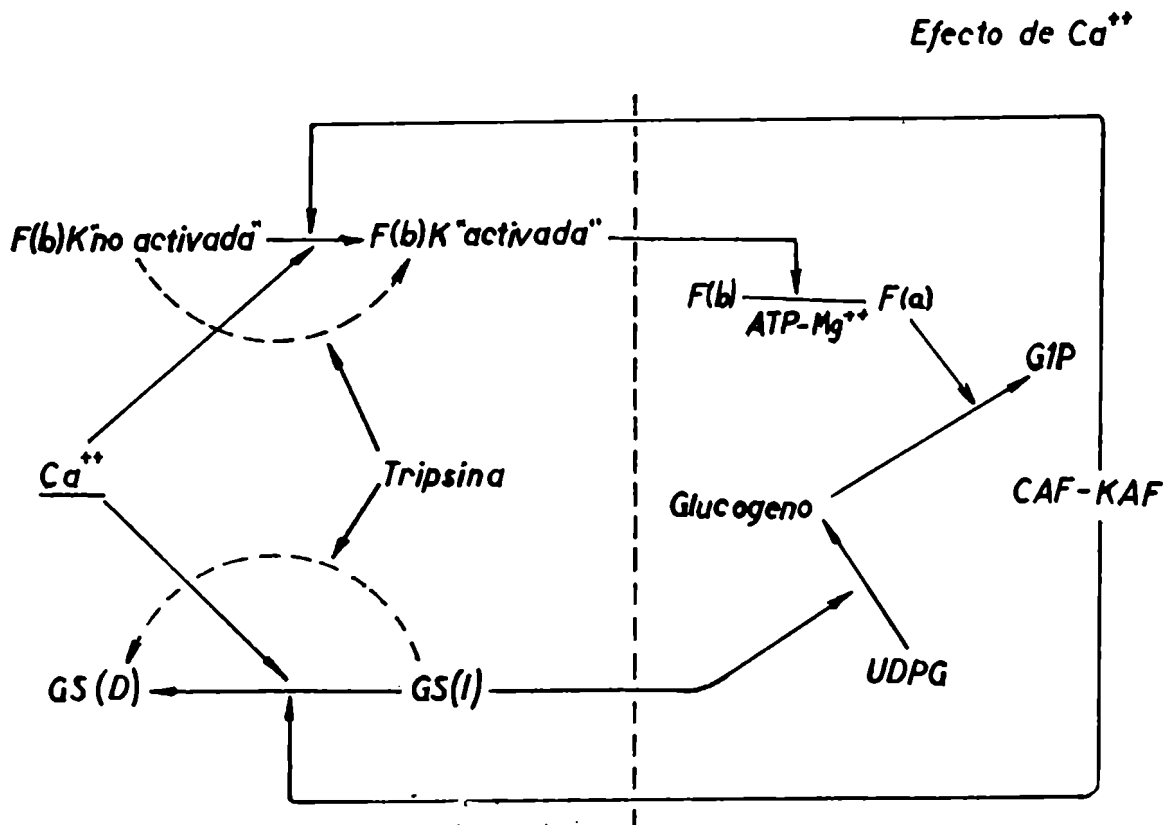 Efecto de Ca++
F(b)K"no activada"
F(b)K "activada"
F(b)
ATP-Mg++
F(a)
G1P
Ca++
Tripsina
Glucogeno
CAF-KAF
GS(D)
GS(I)
UDPG